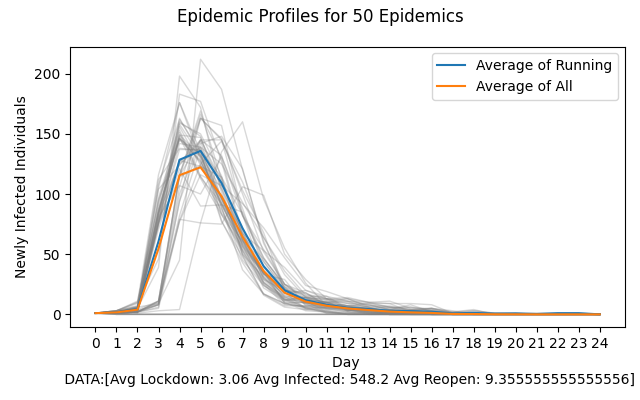 Epidemic Profiles for 50 Epidemics
Average of Running
Average of All
Newly Infected Individuals
200
150
100
50
0
0 1 2 3 4 5 6 7 8 9 10 11 12 13 14 15 16 17 18 19 20 21 22 23 24
Day
DATA:[Avg Lockdown: 3.06 Avg Infected: 548.2 Avg Reopen: 9.355555555555556]